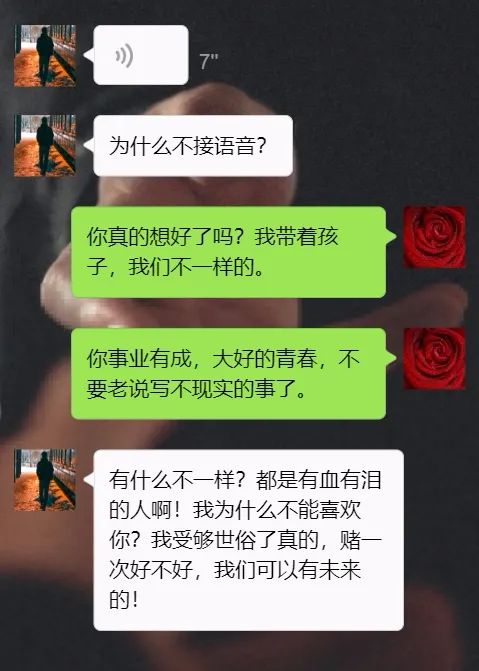 7"
为什么不接语音？
你真的想好了吗？我带着孩
子，我们不一样的。
你事业有成，大好的青春，不
要老说写不现实的事了。
有什么不一样？都是有血有泪
的人啊！我为什么不能喜欢
你？我受够世俗了真的，赌一
次好不好，我们可以有未来
的！